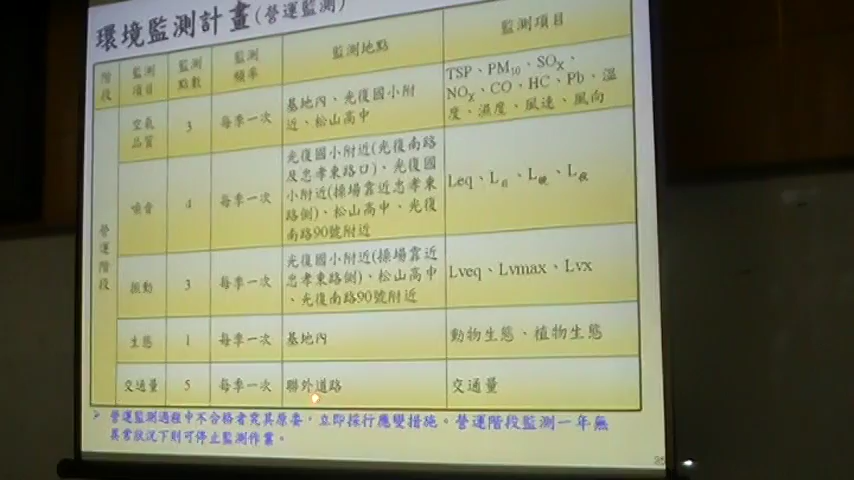 環境監測計畫(營運監測)
階段 監測項目 監測點數 監測頻率 監測地點 監測項目
營運階段
空氣品質 3 每季一次
基地內、光復國小附
近、松山高中
TSP、PM10、SOX、
NOX、CO、HC、Pb、溫
度、濕度、風速、風向
噪音 4 每季一次
光復國小附近(光復南路
及忠孝東路口)、光復國
小附近(操場靠近忠孝東
路側)、松山高中、光復
南路90號附近
Leq、L日、L晚、L夜
振動 3 每季一次
光復國小附近(操場靠近
忠孝東路側)、松山高中
、光復南路90號附近
Lveq、Lvmax、Lvx
生態 1 每季一次 基地內 動物生態、植物生態
交通量 5 每季一次 聯外道路 交通量
營運監測過程中不合格者究其原委，立即採行應變措施。營運階段監測一年無
異常狀況下則可停止監測作業。